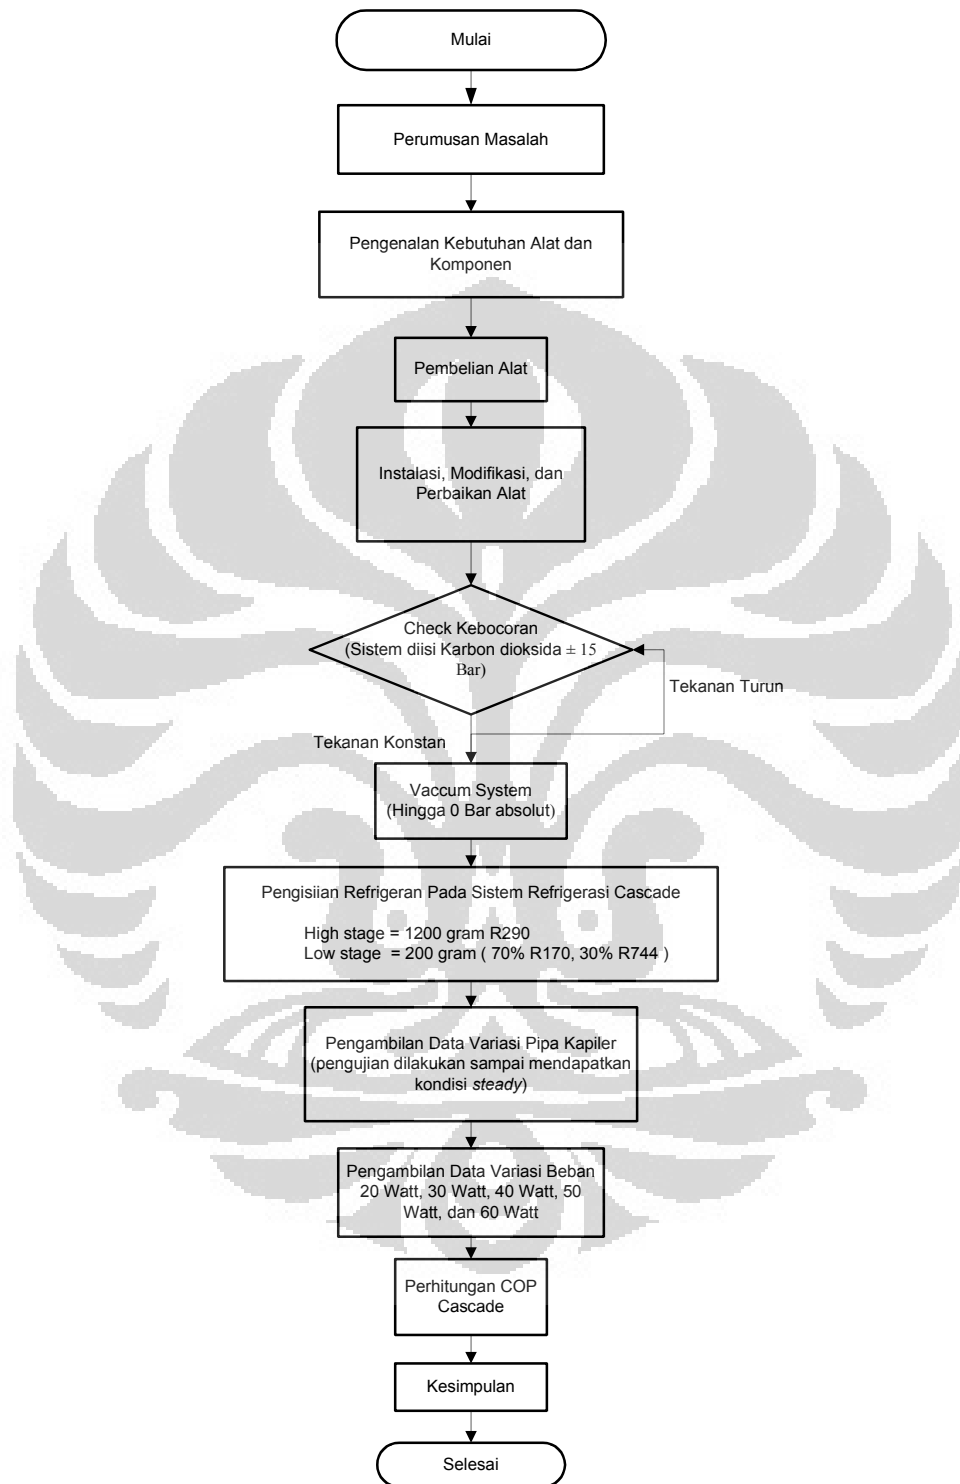 Mulai
Perumusan Masalah
Pengenalan Kebutuhan Alat dan
Komponen
Pembelian Alat
Instalasi, Modifikasi, dan
Perbaikan Alat
Check Kebocoran
(Sistem diisi Karbon dioksida ± 15
Bar)
Tekanan Turun
Tekanan Konstan
Vaccum System
(Hingga 0 Bar absolut)
Pengisiian Refrigeran Pada Sistem Refrigerasi Cascade
High stage = 1200 gram R290
Low stage = 200 gram ( 70% R170, 30% R744 )
Pengambilan Data Variasi Pipa Kapiler
(pengujian dilakukan sampai mendapatkan
kondisi steady)
Pengambilan Data Variasi Beban
20 Watt, 30 Watt, 40 Watt, 50
Watt, dan 60 Watt
Perhitungan COP
Cascade
Kesimpulan
Selesai